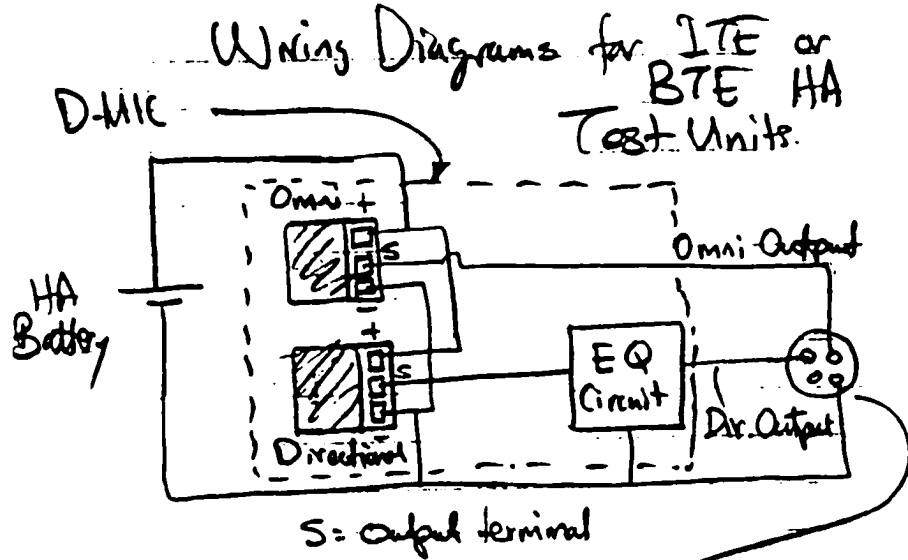 Wiring Diagrams for ITE or
BTE HA
Test Units.
D-MIC
Omni +
S
-
Omni Output
HA
Battery
+
S
-
EQ
Circuit
Dir. Output
Directional
S = Output terminal